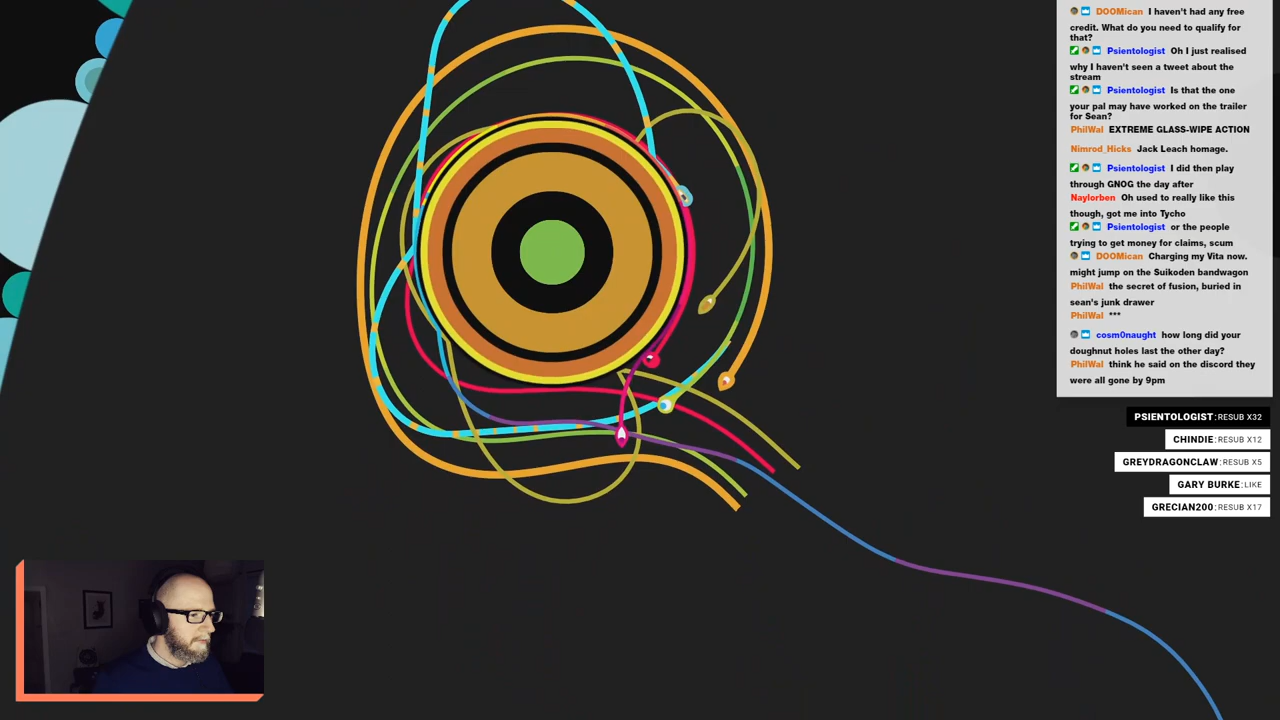 DOOMican I haven't had any free
credit. What do you need to qualify for
that?
Psientologist Oh I just realised
why I haven't seen a tweet about the
stream
Psientologist Is that the one
your pal may have worked on the trailer
for Sean?
PhilWal EXTREME GLASS-WIPE ACTION
Nimrod_Hicks Jack Leach homage.
Psientologist I did then play
through GNOG the day after
Naylorben Oh used to really like this
though, got me into Tycho
Psientologist or the people
trying to get money for claims, scum
DOOMican Charging my Vita now.
might jump on the Suikoden bandwagon
PhilWal the secret of fusion, buried in
sean's junk drawer
PhilWal ***
cosm0naught how long did your
doughnut holes last the other day?
PhilWal think he said on the discord they
were all gone by 9pm
PSIENTOLOGIST: RESUB X32
CHINDIE: RESUB X12
GREYDRAGONCLAW: RESUB X5
GARY BURKE: LIKE
GRECIAN200: RESUB X17